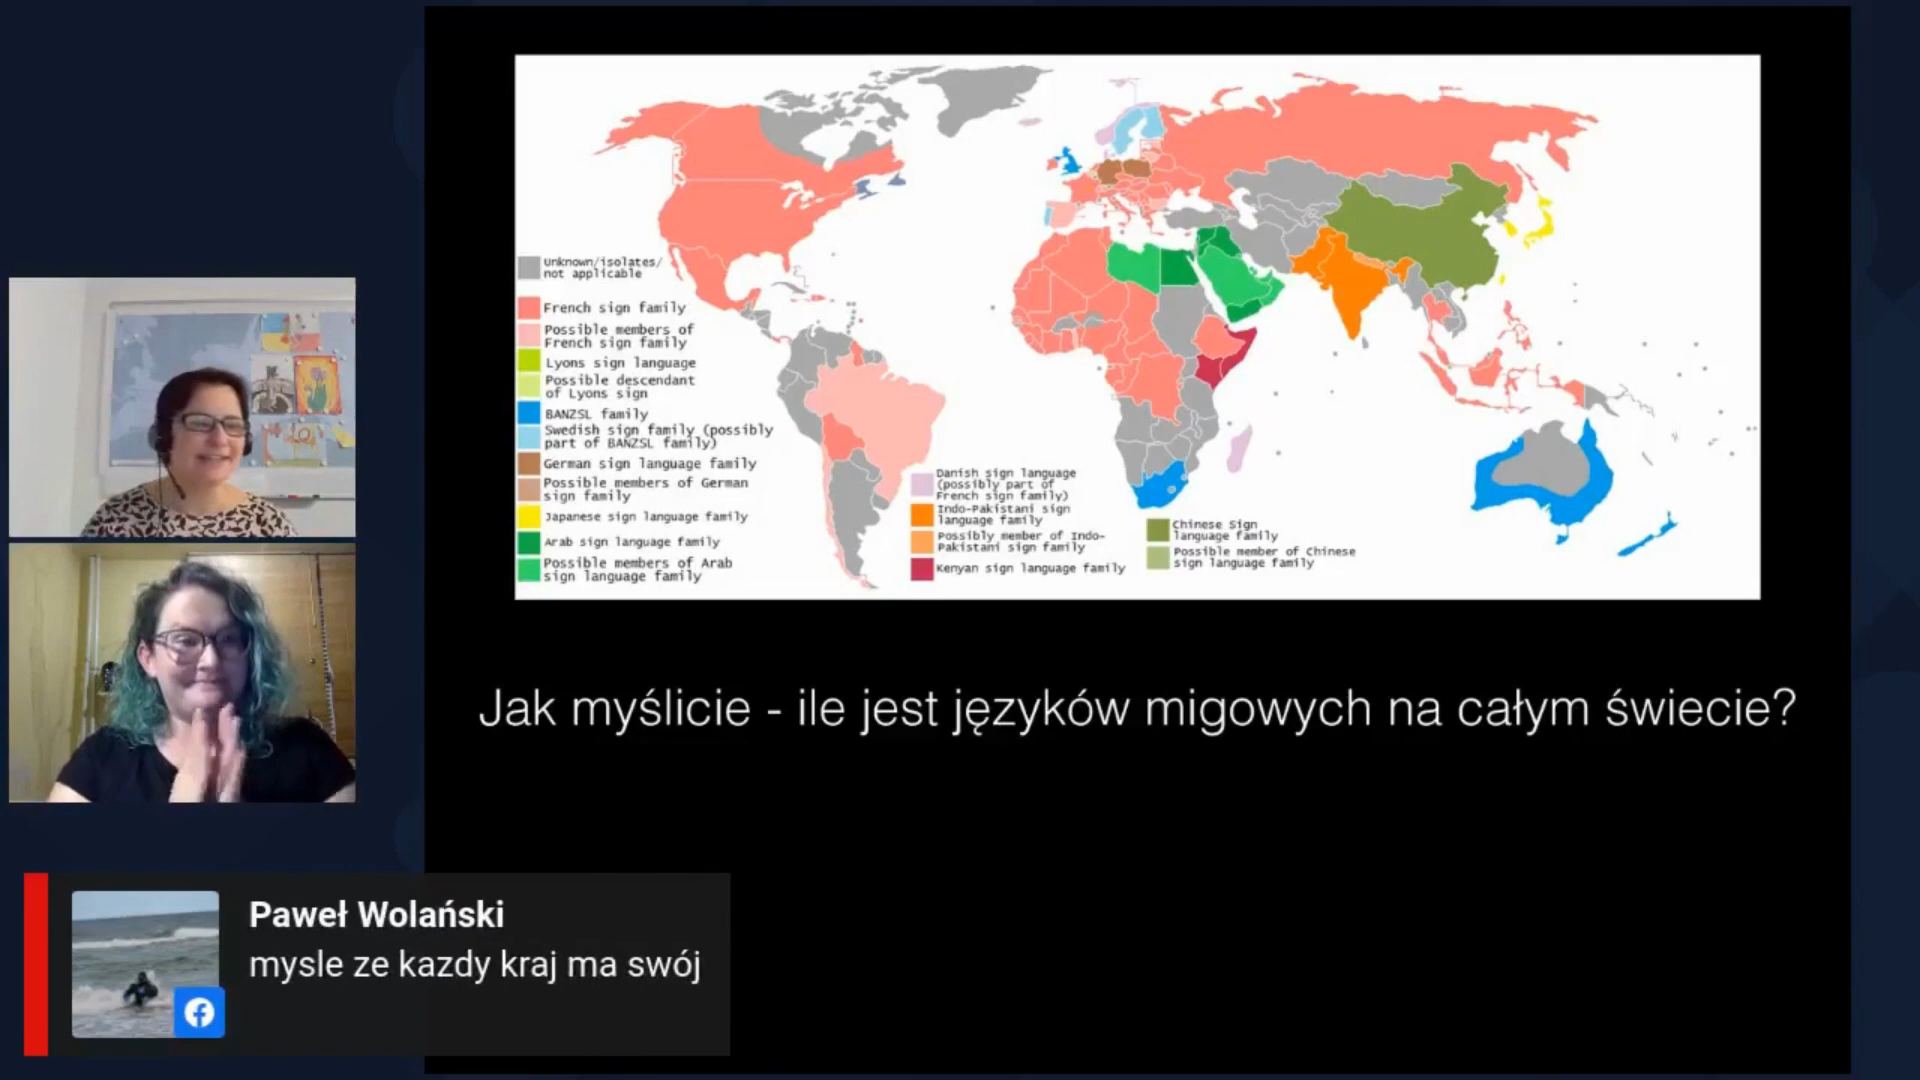 Unknown/isolates/
not applicable
French sign family
Possible members of
French sign family
Lyons sign language
Possible descendant
of Lyons sign
BANZSL family
Swedish sign family (possibly
part of BANZSL family)
German sign language family
Possible members of German
sign family
Japanese sign language family
Arab sign language family
Possible members of Arab
sign language family
Danish sign language
(possibly part of
French sign family)
Indo-Pakistani sign
language family
Possibly member of Indo-
Pakistani sign family
Kenyan sign language family
Chinese Sign
language family
Possible member of Chinese
sign language family
Jak myślicie - ile jest języków migowych na całym świecie?
Paweł Wolański
mysle ze kazdy kraj ma swój